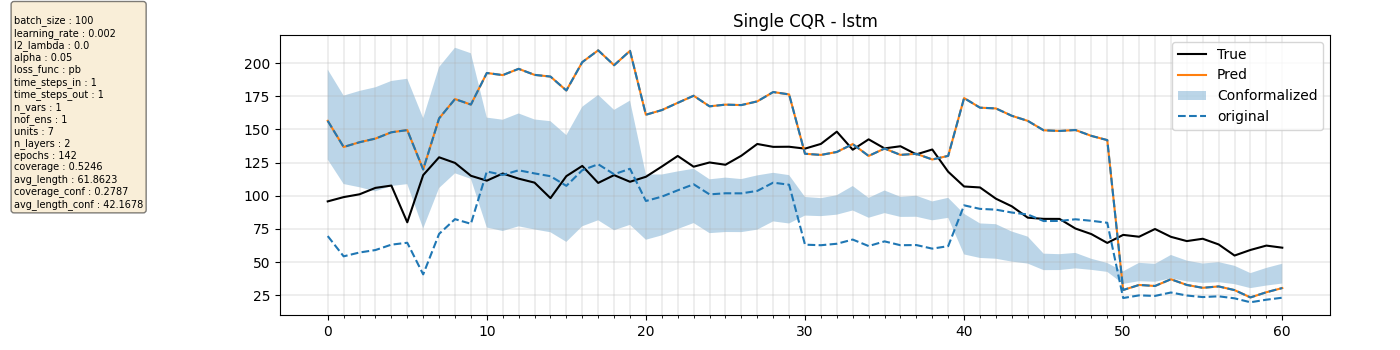 batch_size : 100
learning_rate : 0.002
l2_lambda : 0.0
alpha : 0.05
loss_func : pb
time_steps_in : 1
time_steps_out : 1
n_vars : 1
nof_ens : 1
units : 7
n_layers : 2
epochs : 142
coverage : 0.5246
avg_length : 61.8623
coverage_conf : 0.2787
avg_length_conf : 42.1678
Single CQR - lstm
200
175
150
125
100
75
50
25
0 10 20 30 40 50 60
True
Pred
Conformalized
original